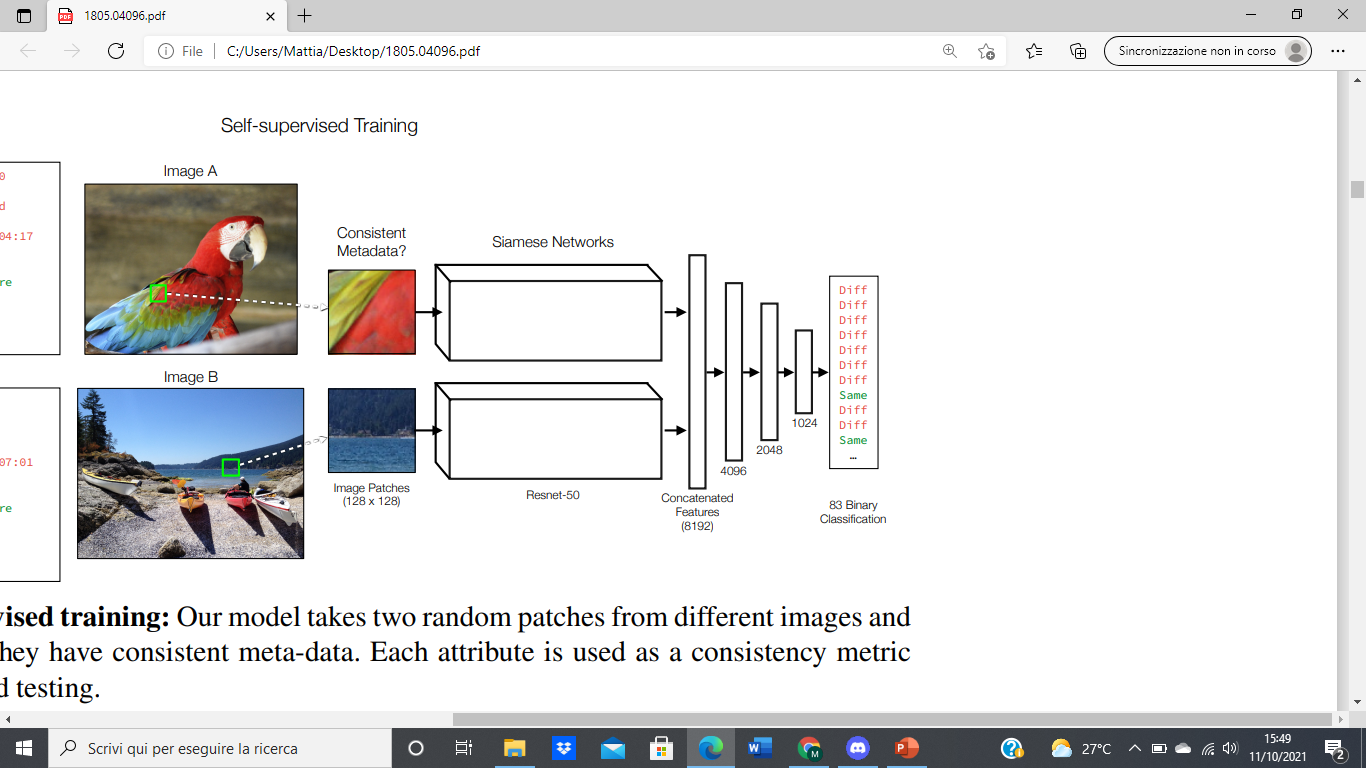 1805.04096.pdf
File
C:/Users/Mattia/Desktop/1805.04096.pdf
Sincronizzazione non in corso
Self-supervised Training
Image A
0
d
04:17
re
Consistent
Metadata?
Siamese Networks
Image B
07:01
re
Image Patches
(128 x 128)
Resnet-50
Concatenated
Features
(8192)
4096
2048
1024
Diff
Diff
Diff
Diff
Diff
Diff
Diff
Same
Diff
Diff
Same
...
83 Binary
Classification
vised training: Our model takes two random patches from different images and
hey have consistent meta-data. Each attribute is used as a consistency metric
d testing.
Scrivi qui per eseguire la ricerca
27°C
15:49
11/10/2021
2